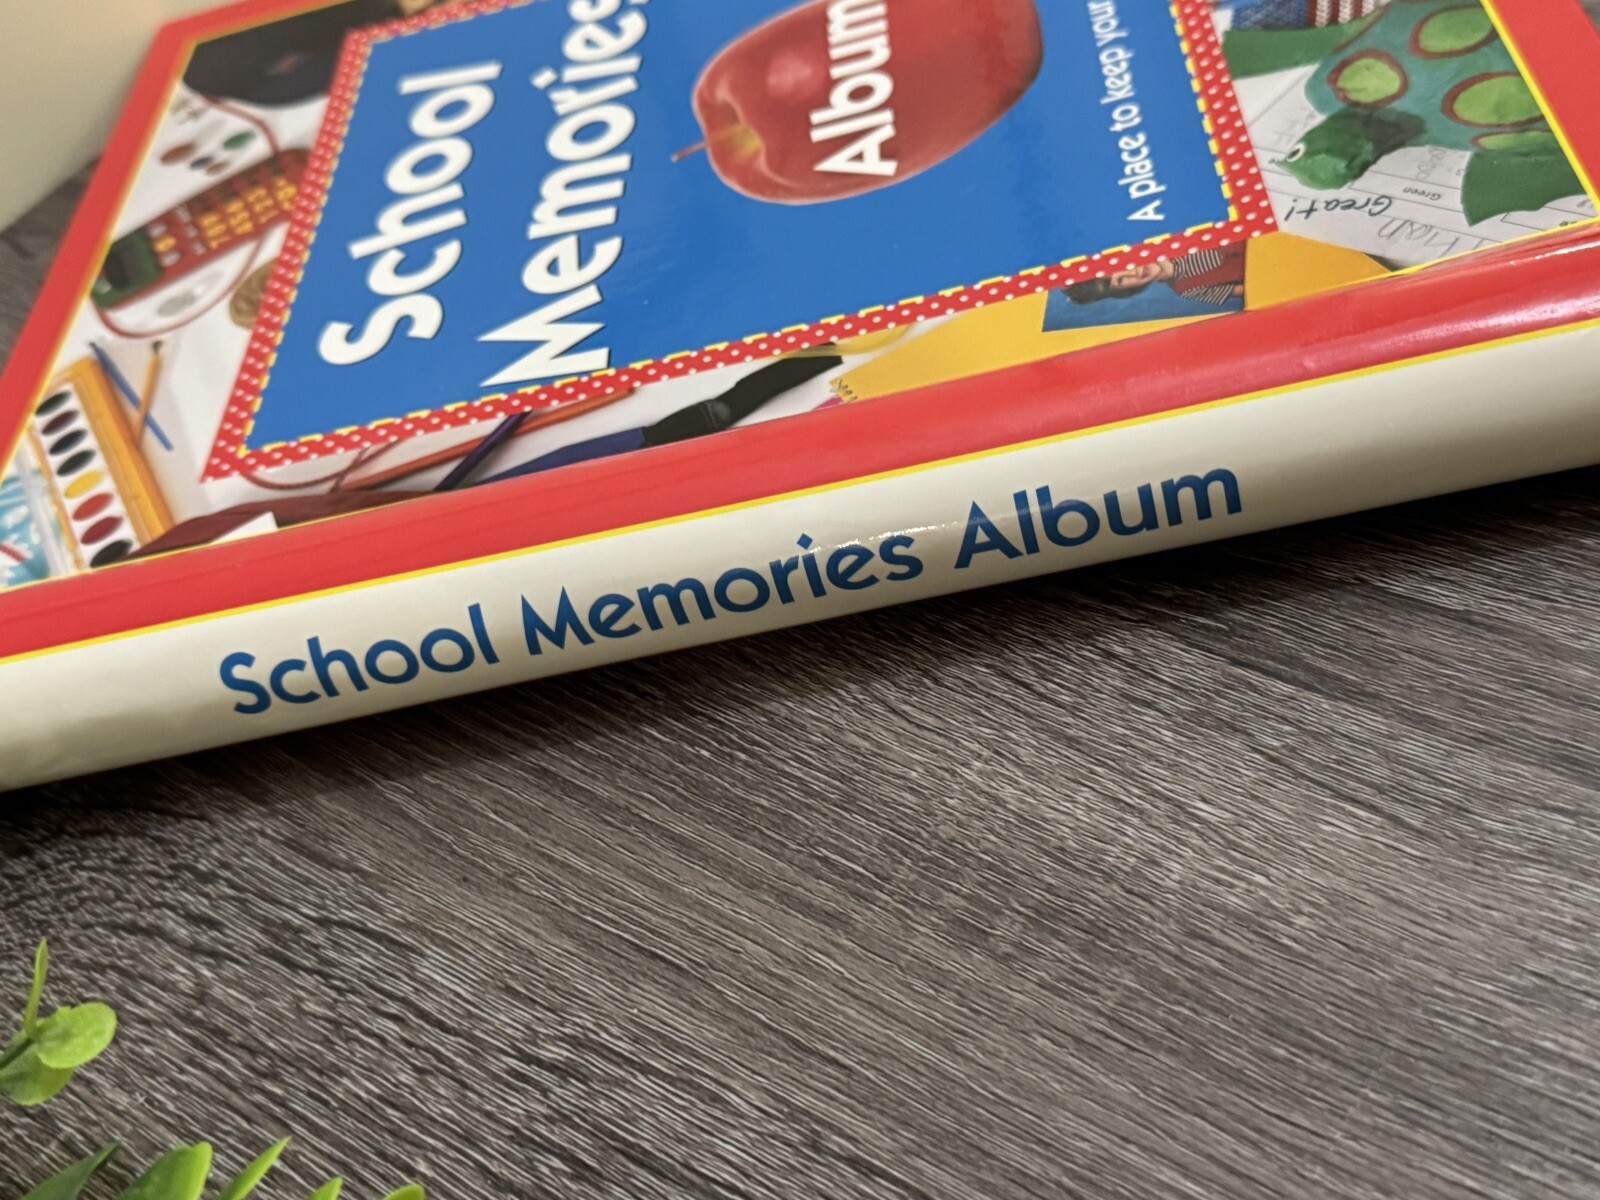 School
Memories
Album
A place to keep your
Great!
Green
School Memories Album